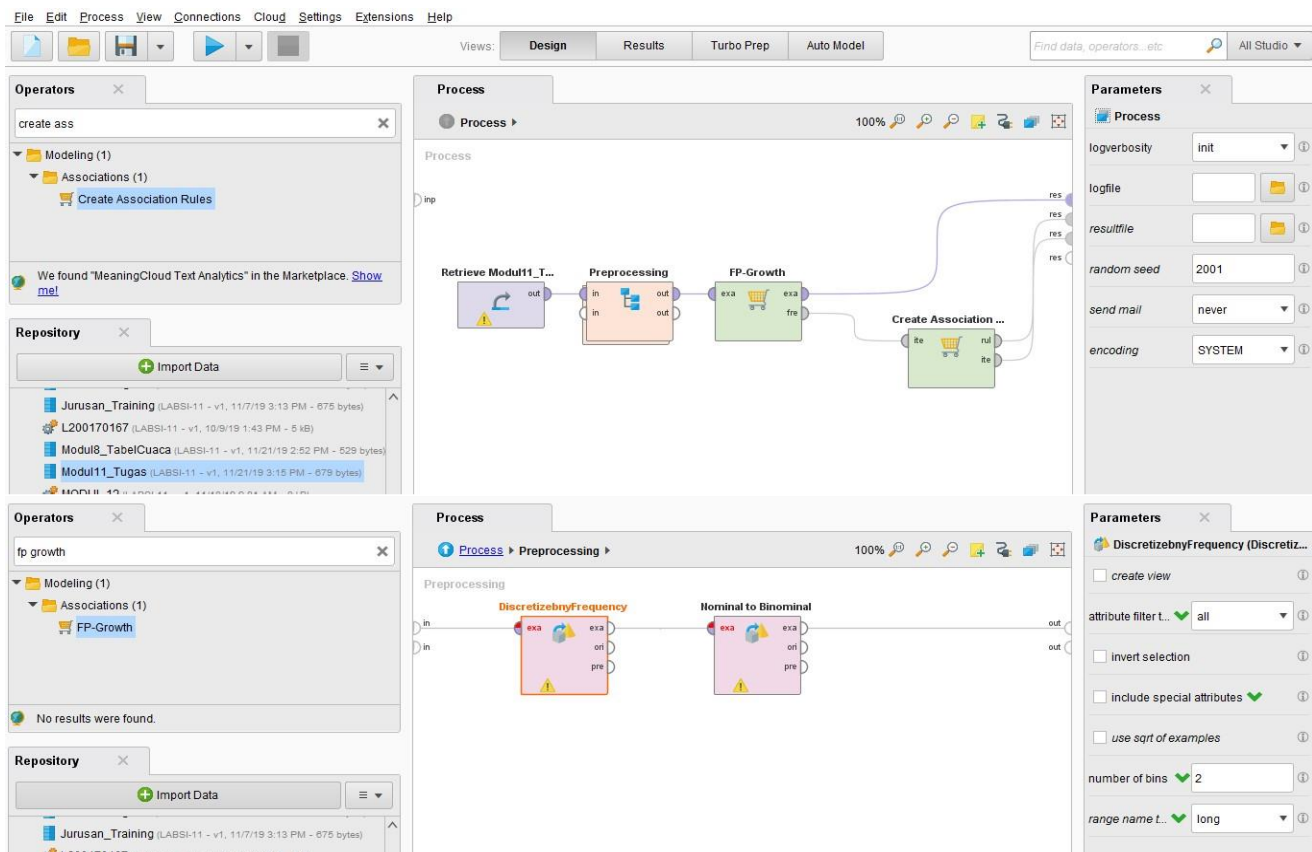 File Edit Process View Connections Cloud Settings Extensions Help
Views: Design Results Turbo Prep Auto Model Find data, operators...etc All Studio
Operators
create ass
Modeling (1)
Associations (1)
Create Association Rules
We found "MeaningCloud Text Analytics" in the Marketplace. Show
me!
Repository
Import Data
Jurusan_Training (LABSI-11 - v1, 11/7/19 3:13 PM - 675 bytes)
L200170167 (LABSI-11 - v1, 10/9/19 1:43 PM - 5 kB)
Modul8_TabelCuaca (LABSI-11 - v1, 11/21/19 2:52 PM - 529 bytes)
Modul11_Tugas (LABSI-11 - v1, 11/21/19 3:15 PM - 679 bytes)
Process
Process
100%
Process
inp
res
res
res
res
Retrieve Modul11_T...
out
Preprocessing
in out
in out
FP-Growth
exa exa
fre
Create Association ...
ite rul
ite
Parameters
Process
logverbosity init
logfile
resultfile
random seed 2001
send mail never
encoding SYSTEM
Operators
fp growth
Modeling (1)
Associations (1)
FP-Growth
No results were found.
Repository
Import Data
Jurusan_Training (LABSI-11 - v1, 11/7/19 3:13 PM - 675 bytes)
Process
Process Preprocessing
100%
Preprocessing
in
in
DiscretizebnyFrequency
exa exa
ori
pre
Nominal to Binominal
exa exa
ori
pre
out
out
Parameters
DiscretizebnyFrequency (Discretiz...
create view
attribute filter t... all
invert selection
include special attributes
use sqrt of examples
number of bins 2
range name t... long